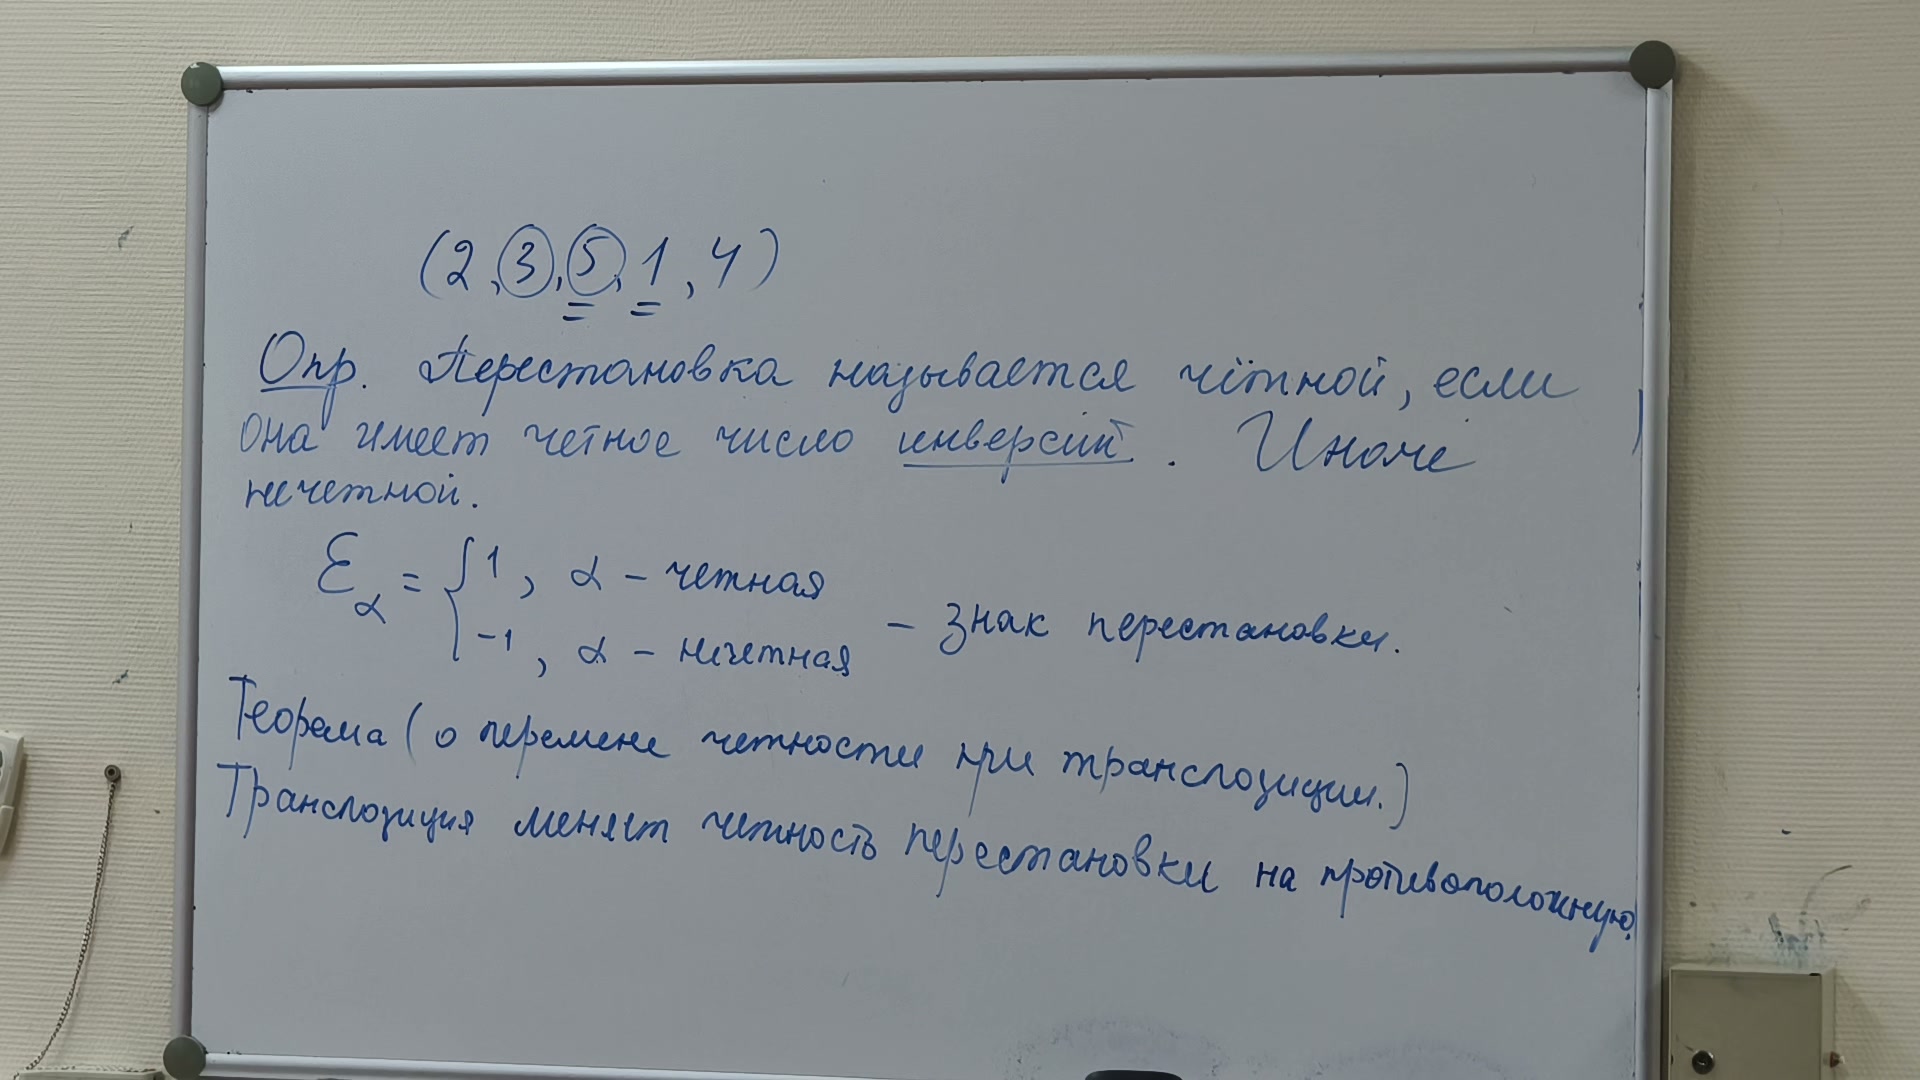 (2, 3, 5, 1, 4)
Опр. Перестановка называется чётной, если
она имеет четное число инверсий. Иначе
нечетной.
ε_α = { 1, α – четная
-1, α – нечетная – знак перестановки.
Теорема (о перемене четности при транспозиции.)
Транспозиция меняет четность перестановки на противоположную.